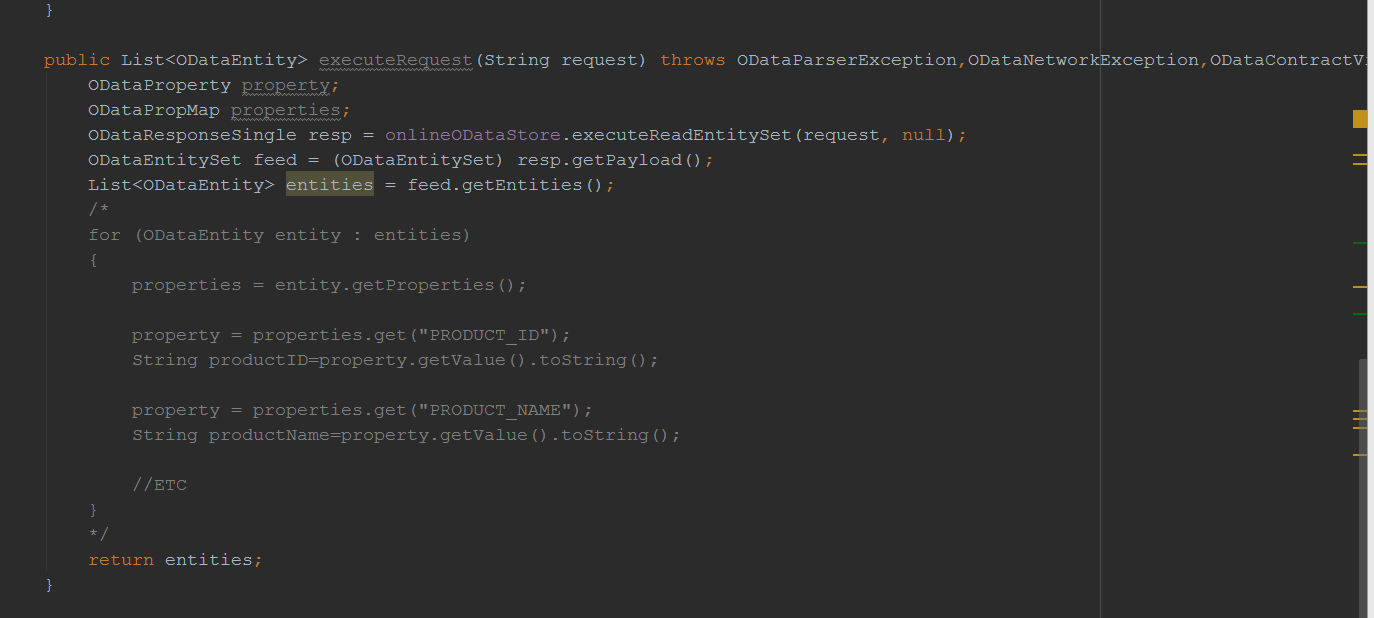 }
public List<ODataEntity> executeRequest(String request) throws ODataParserException,ODataNetworkException,ODataContractV
ODataProperty property;
ODataPropMap properties;
ODataResponseSingle resp = onlineODataStore.executeReadEntitySet(request, null);
ODataEntitySet feed = (ODataEntitySet) resp.getPayload();
List<ODataEntity> entities = feed.getEntities();
/*
for (ODataEntity entity : entities)
{
properties = entity.getProperties();
property = properties.get("PRODUCT_ID");
String productID=property.getValue().toString();
property = properties.get("PRODUCT_NAME");
String productName=property.getValue().toString();
//ETC
}
*/
return entities;
}